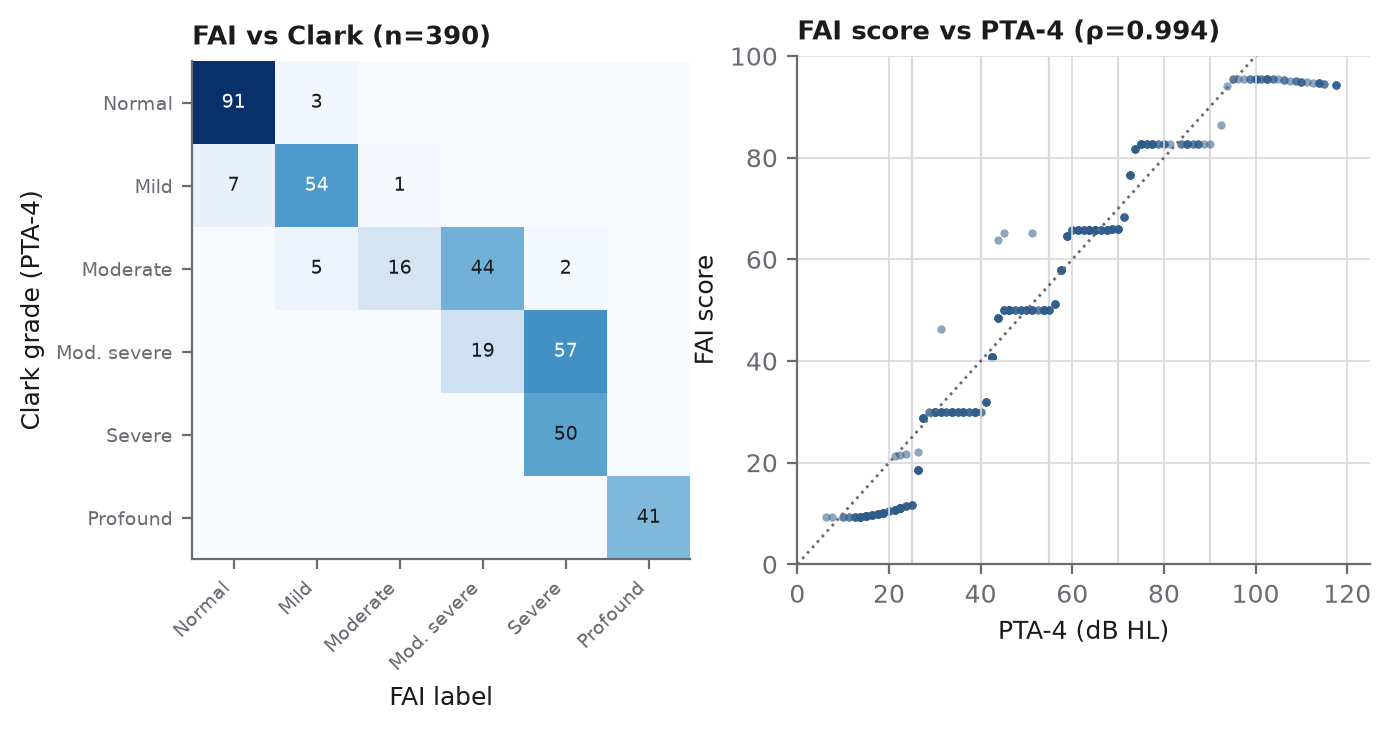 FAI vs Clark (n=390)
Clark grade (PTA-4)
Normal
Mild
Moderate
Mod. severe
Severe
Profound
91 3
7 54 1
5 16 44 2
19 57
50
41
Normal
Mild
Moderate
Mod. severe
Severe
Profound
FAI label
FAI score vs PTA-4 (ρ=0.994)
FAI score
100
80
60
40
20
0
0 20 40 60 80 100 120
PTA-4 (dB HL)